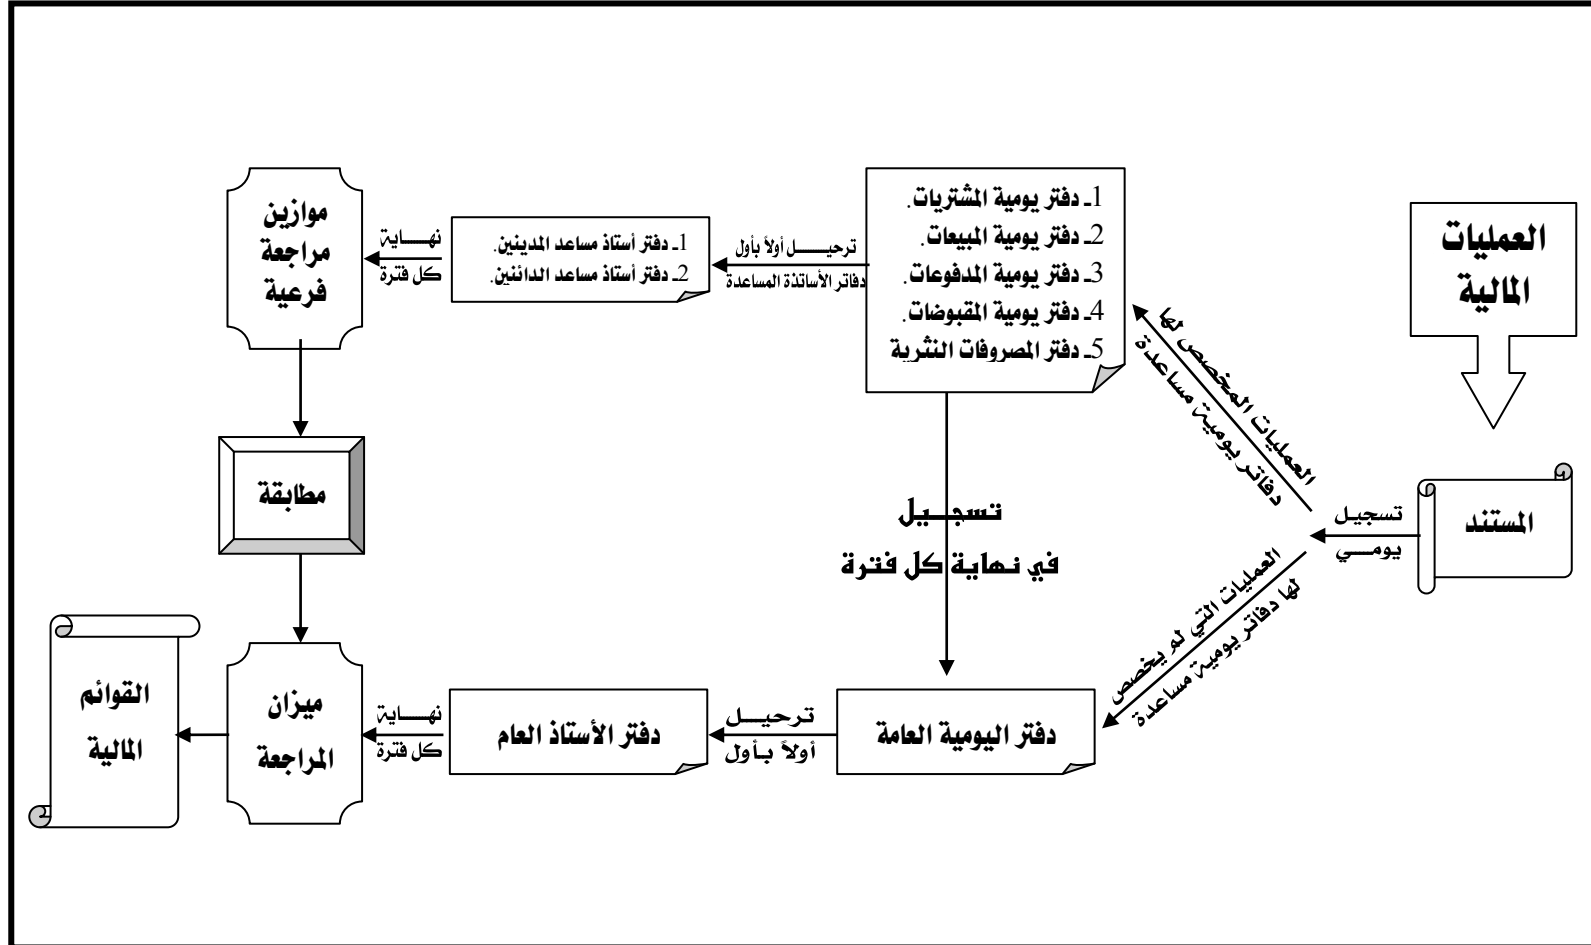 العمليات
المالية
المستند
تسجيل
يومي
العمليات المخصص لها
دفاتر يومية مساعدة
العمليات التي لم يخصص
لها دفاتر يومية مساعدة
1ـ دفتر يومية المشتريات.
2ـ دفتر يومية المبيعات.
3ـ دفتر يومية المدفوعات.
4ـ دفتر يومية المقبوضات.
5ـ دفتر المصروفات النثرية
ترحيل أولاً بأول
دفاتر الأساتذة المساعدة
1ـ دفتر أستاذ مساعد المدينين.
2ـ دفتر أستاذ مساعد الدائنين.
نهاية
كل فترة
موازين
مراجعة
فرعية
مطابقة
تسجيل
في نهاية كل فترة
دفتر اليومية العامة
ترحيل
أولاً بأول
دفتر الأستاذ العام
نهاية
كل فترة
ميزان
المراجعة
القوائم
المالية